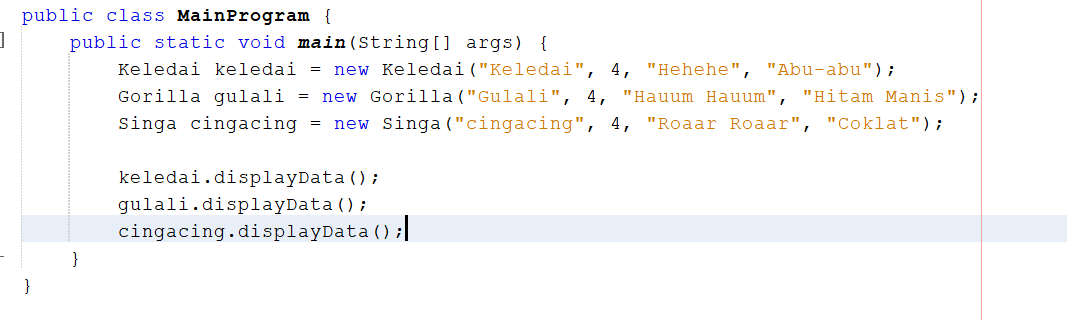 public class MainProgram {
public static void main(String[] args) {
Keledai keledai = new Keledai("Keledai", 4, "Hehehe", "Abu-abu");
Gorilla gulali = new Gorilla("Gulali", 4, "Hauum Hauum", "Hitam Manis");
Singa cingacing = new Singa("cingacing", 4, "Roaar Roaar", "Coklat");
keledai.displayData();
gulali.displayData();
cingacing.displayData();
}
}